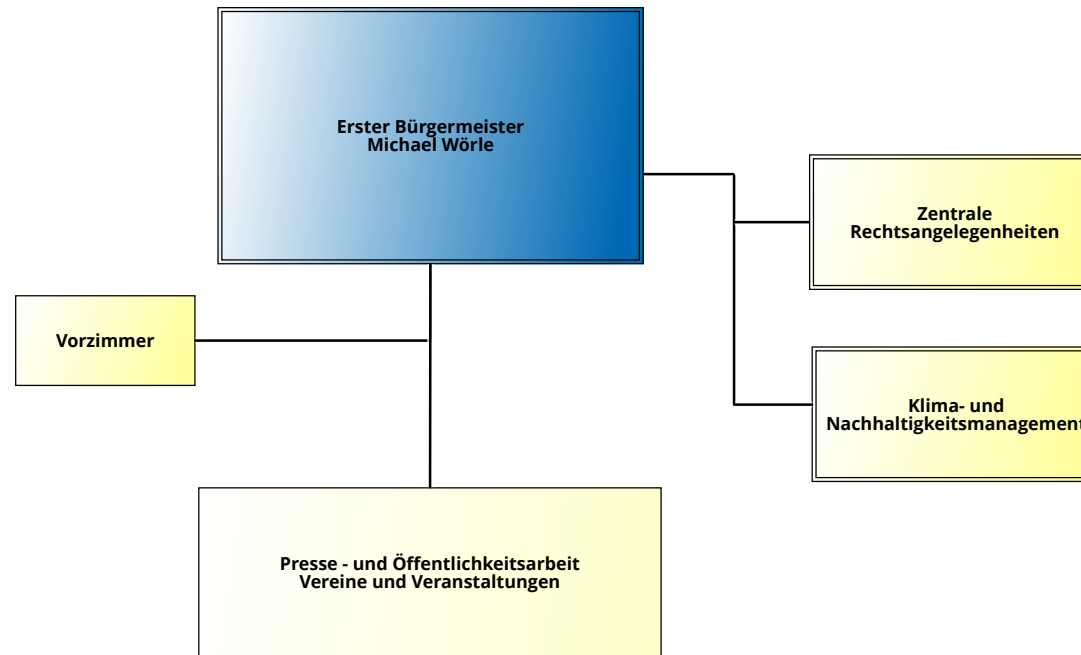 Erster Bürgermeister
Michael Wörle
Zentrale
Rechtsangelegenheiten
Vorzimmer
Klima- und
Nachhaltigkeitsmanagement
Presse - und Öffentlichkeitsarbeit
Vereine und Veranstaltungen